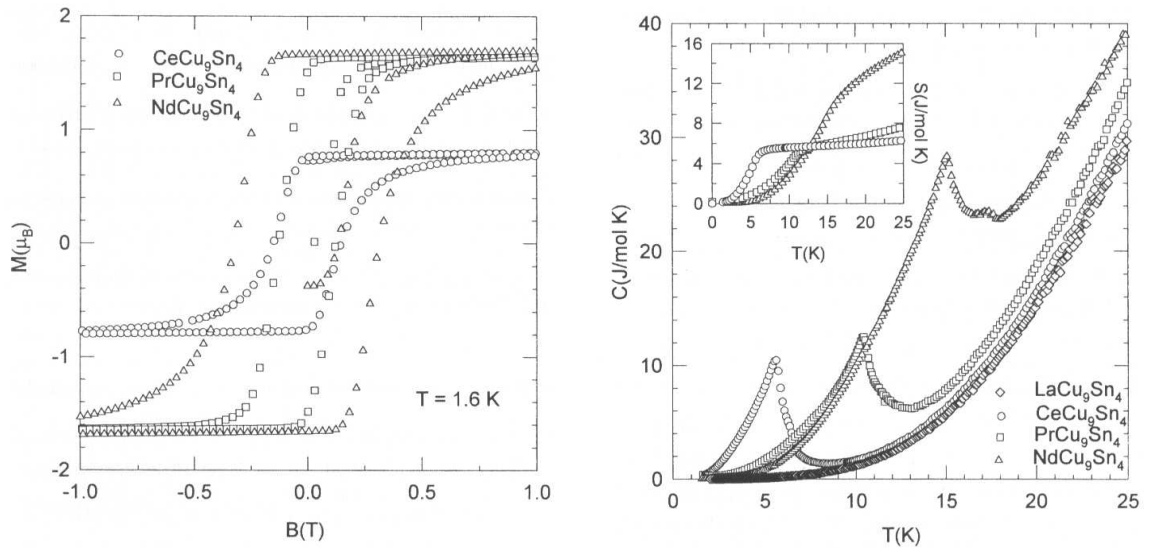 2
1
0
-1
-2
M(μB)
CeCu9Sn4
PrCu9Sn4
NdCu9Sn4
T = 1.6 K
-1.0
-0.5
0.0
0.5
1.0
B(T)
40
30
20
10
0
C(J/mol K)
16
12
8
4
0
S(J/mol K)
0
5
10
15
20
25
T(K)
LaCu9Sn4
CeCu9Sn4
PrCu9Sn4
NdCu9Sn4
0
5
10
15
20
25
T(K)